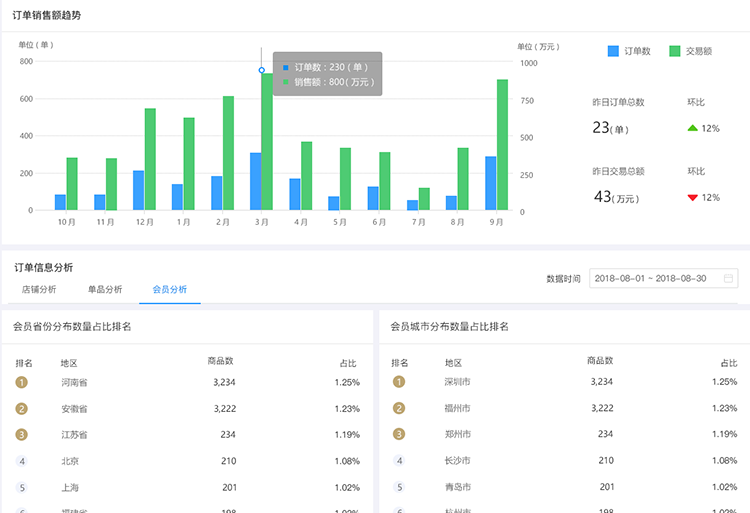 订单销售额趋势
单位（单）
单位（万元）
订单数
交易额
800
600
400
200
0
1000
750
500
250
0
订单数：230（单）
销售额：800（万元）
10月 11月 12月 1月 2月 3月 4月 5月 6月 7月 8月 9月
昨日订单总数 环比
23（单） 12%
昨日交易总额 环比
43（万元） 12%
订单信息分析
店铺分析 单品分析 会员分析
数据时间 2018-08-01 ~ 2018-08-30
会员省份分布数量占比排名
排名 地区 商品数 占比
1 河南省 3,234 1.25%
2 安徽省 3,222 1.23%
3 江苏省 234 1.19%
4 北京 210 1.08%
5 上海 201 1.02%
6 福建省 198 1.02%
会员城市分布数量占比排名
排名 地区 商品数 占比
1 深圳市 3,234 1.25%
2 福州市 3,222 1.23%
3 郑州市 234 1.19%
4 长沙市 210 1.08%
5 青岛市 201 1.02%
6 杭州市 198 1.02%